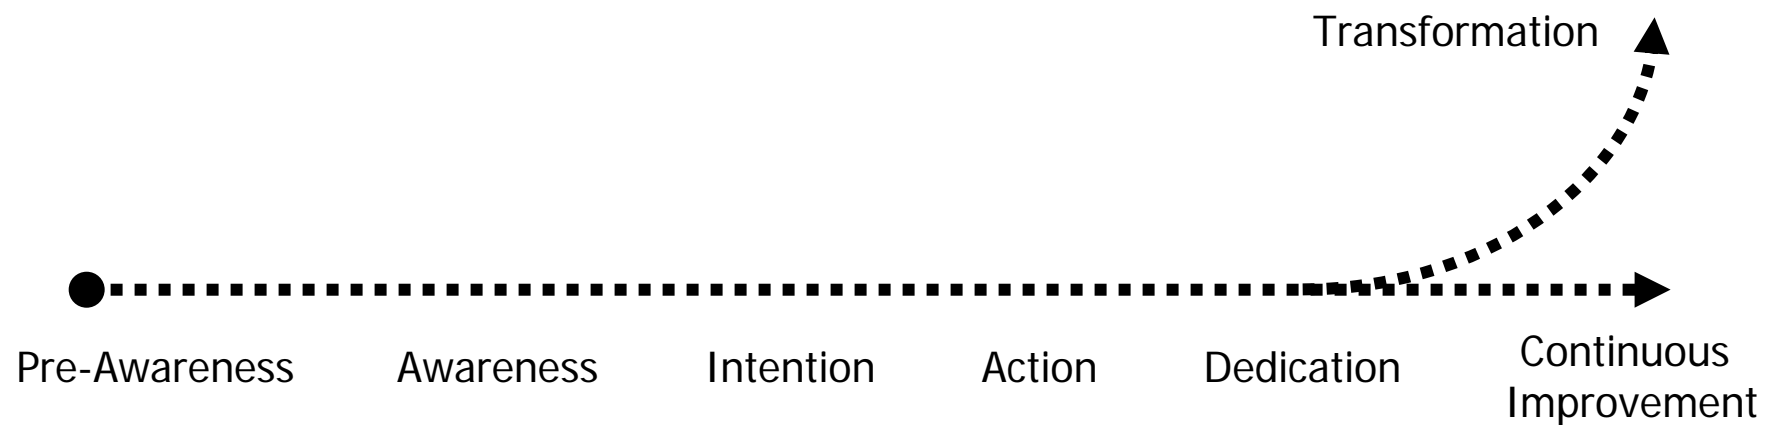 Transformation
Pre-Awareness
Awareness
Intention
Action
Dedication
Continuous
Improvement